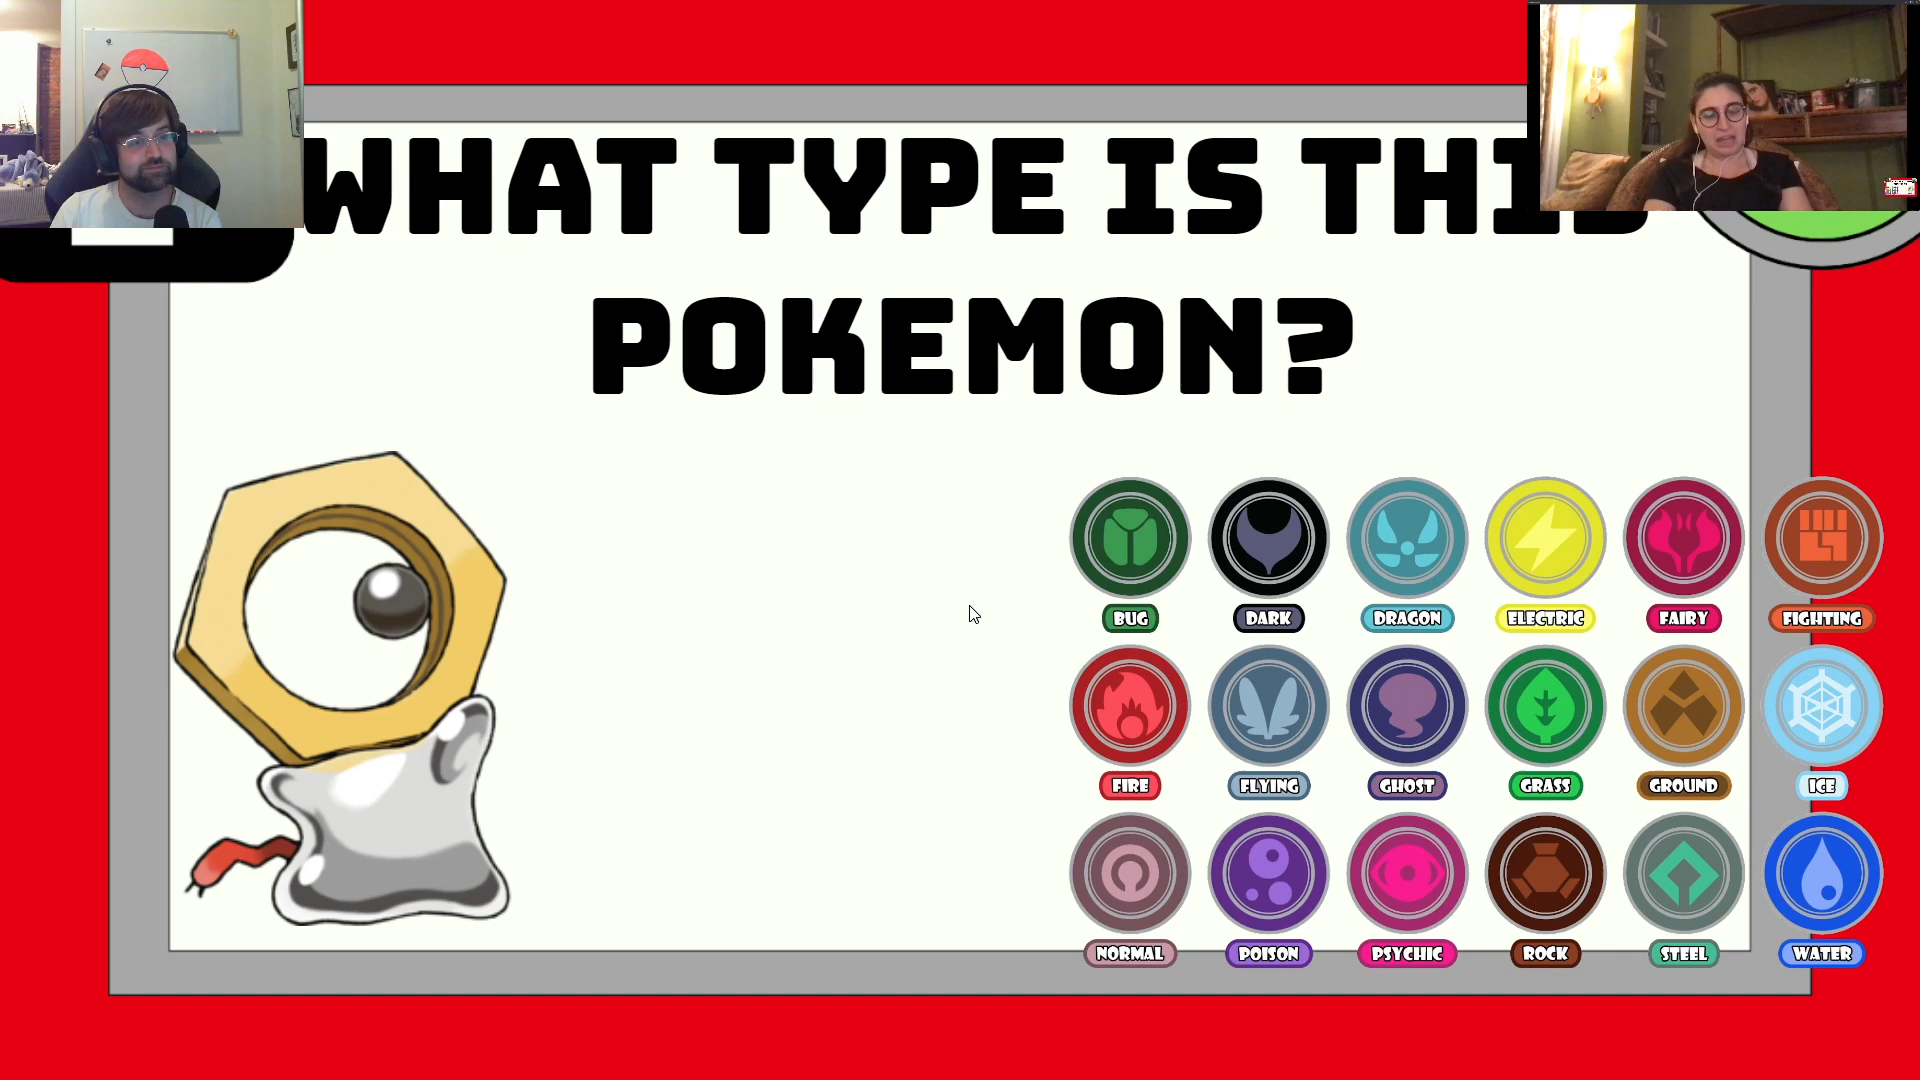 WHAT TYPE IS THIS
POKEMON?
BUG DARK DRAGON ELECTRIC FAIRY FIGHTING
FIRE FLYING GHOST GRASS GROUND ICE
NORMAL POISON PSYCHIC ROCK STEEL WATER